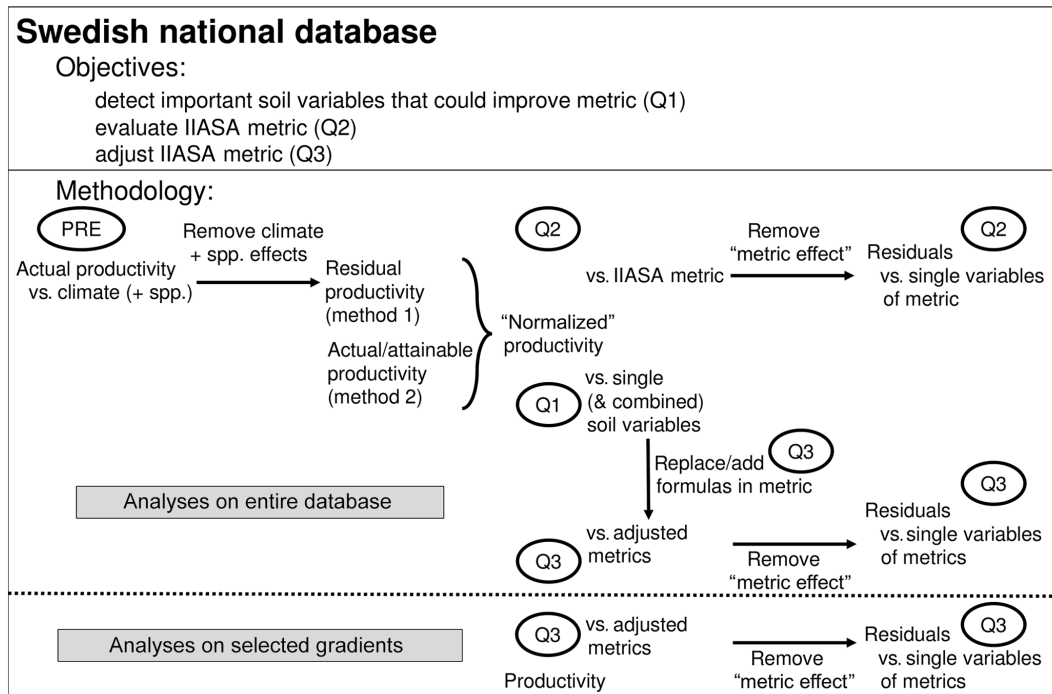 Swedish national database
Objectives:
detect important soil variables that could improve metric (Q1)
evaluate IIASA metric (Q2)
adjust IIASA metric (Q3)
Methodology:
PRE
Actual productivity
vs. climate (+ spp.)
Remove climate
+ spp. effects
Residual
productivity
(method 1)
Actual/attainable
productivity
(method 2)
"Normalized"
productivity
Q2
vs. IIASA metric
Remove
"metric effect"
Q2
Residuals
vs. single variables
of metric
Q1
vs. single
(& combined)
soil variables
Replace/add
formulas in metric
Q3
Analyses on entire database
Q3
vs. adjusted
metrics
Remove
"metric effect"
Q3
Residuals
vs. single variables
of metrics
Analyses on selected gradients
Q3
vs. adjusted
metrics
Productivity
Remove
"metric effect"
Q3
Residuals
vs. single variables
of metrics